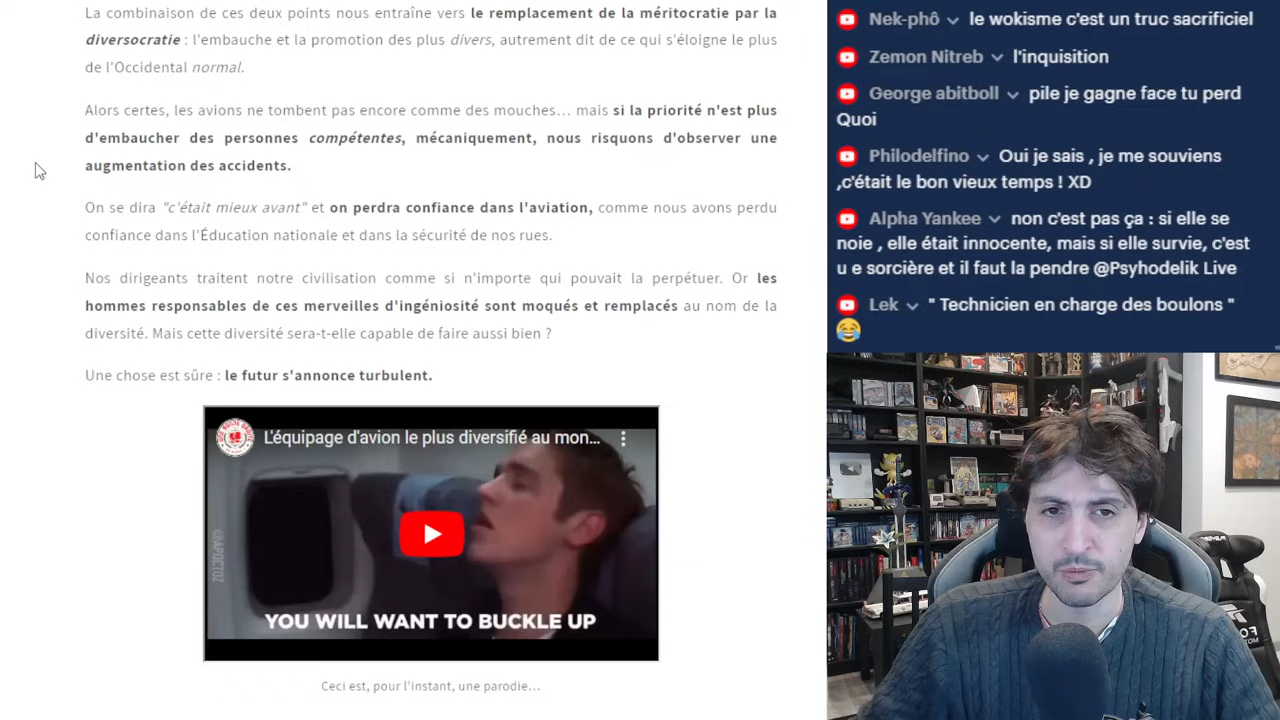 La combinaison de ces deux points nous entraîne vers le remplacement de la méritocratie par la
diversocratie : l'embauche et la promotion des plus divers, autrement dit de ce qui s'éloigne le plus
de l'Occidental normal.
Alors certes, les avions ne tombent pas encore comme des mouches… mais si la priorité n'est plus
d'embaucher des personnes compétentes, mécaniquement, nous risquons d'observer une
augmentation des accidents.
On se dira "c'était mieux avant" et on perdra confiance dans l'aviation, comme nous avons perdu
confiance dans l'Éducation nationale et dans la sécurité de nos rues.
Nos dirigeants traitent notre civilisation comme si n'importe qui pouvait la perpétuer. Or les
hommes responsables de ces merveilles d'ingéniosité sont moqués et remplacés au nom de la
diversité. Mais cette diversité sera-t-elle capable de faire aussi bien ?
Une chose est sûre : le futur s'annonce turbulent.
L'équipage d'avion le plus diversifié au mon...
@APOCTOZ
YOU WILL WANT TO BUCKLE UP
Ceci est, pour l'instant, une parodie…
Nek-phô le wokisme c'est un truc sacrificiel
Zemon Nitreb l'inquisition
George abitboll pile je gagne face tu perd
Quoi
Philodelfino Oui je sais , je me souviens
,c'était le bon vieux temps ! XD
Alpha Yankee non c'est pas ça : si elle se
noie , elle était innocente, mais si elle survie, c'est
u e sorcière et il faut la pendre @Psyhodelik Live
Lek " Technicien en charge des boulons "
😂